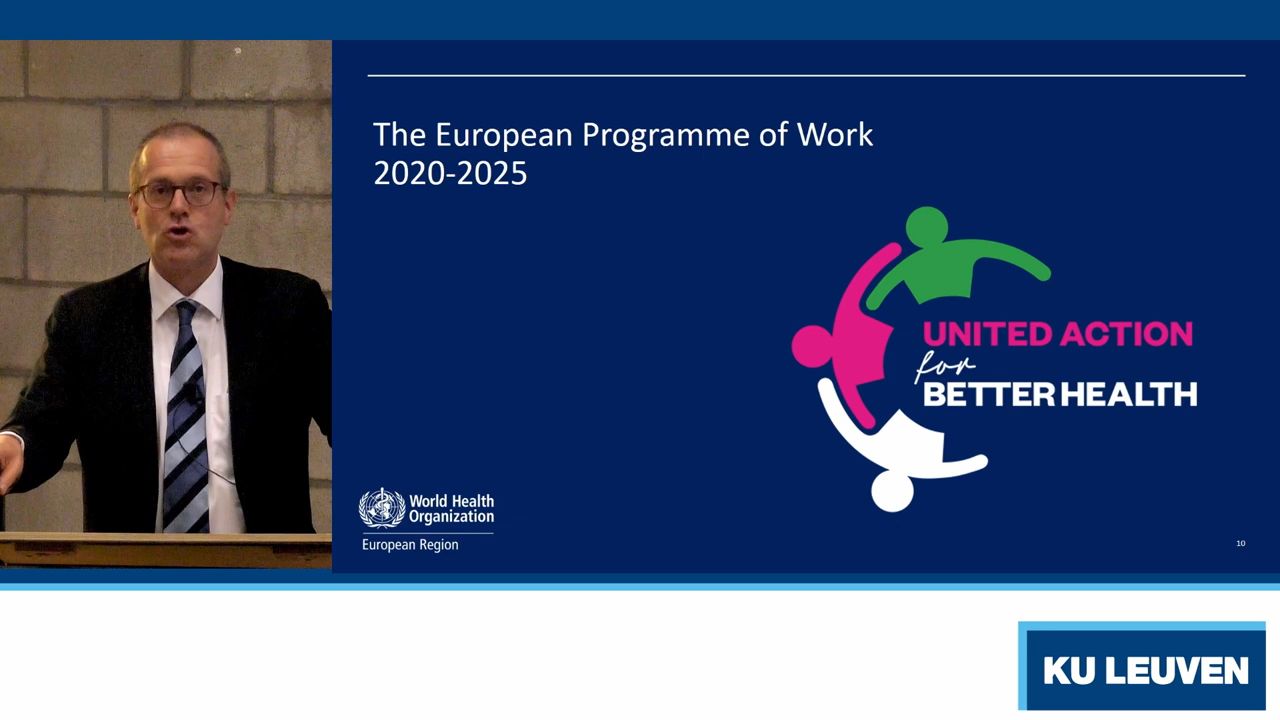 The European Programme of Work
2020-2025
UNITED ACTION
for
BETTER HEALTH
World Health
Organization
European Region
10
KU LEUVEN